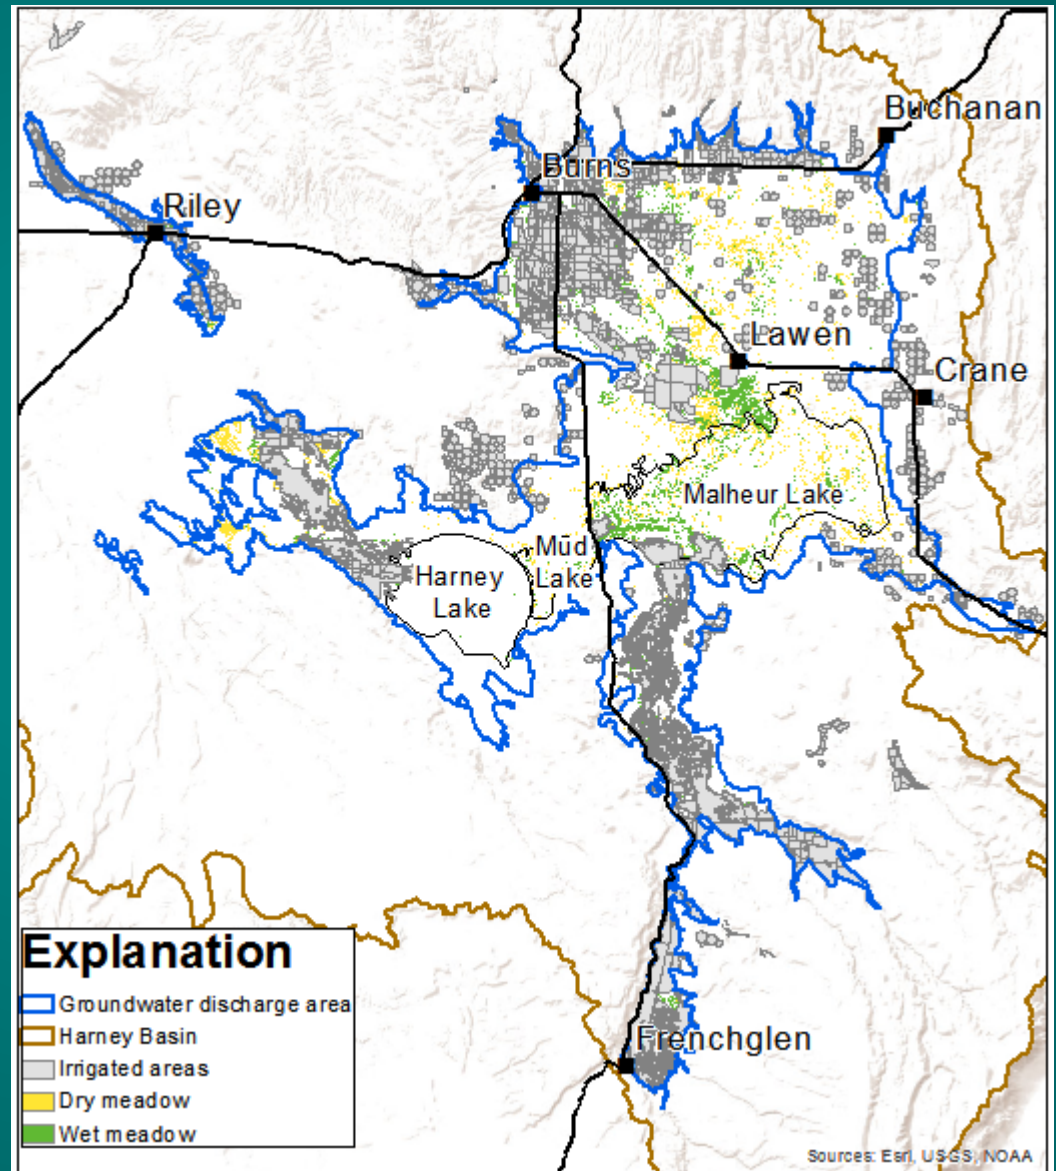 Buchanan
Burns
Riley
Lawen
Crane
Malheur Lake
Mud
Lake
Harney
Lake
Frenchglen
Explanation
Groundwater discharge area
Harney Basin
Irrigated areas
Dry meadow
Wet meadow
Sources: Esri, USGS, NOAA